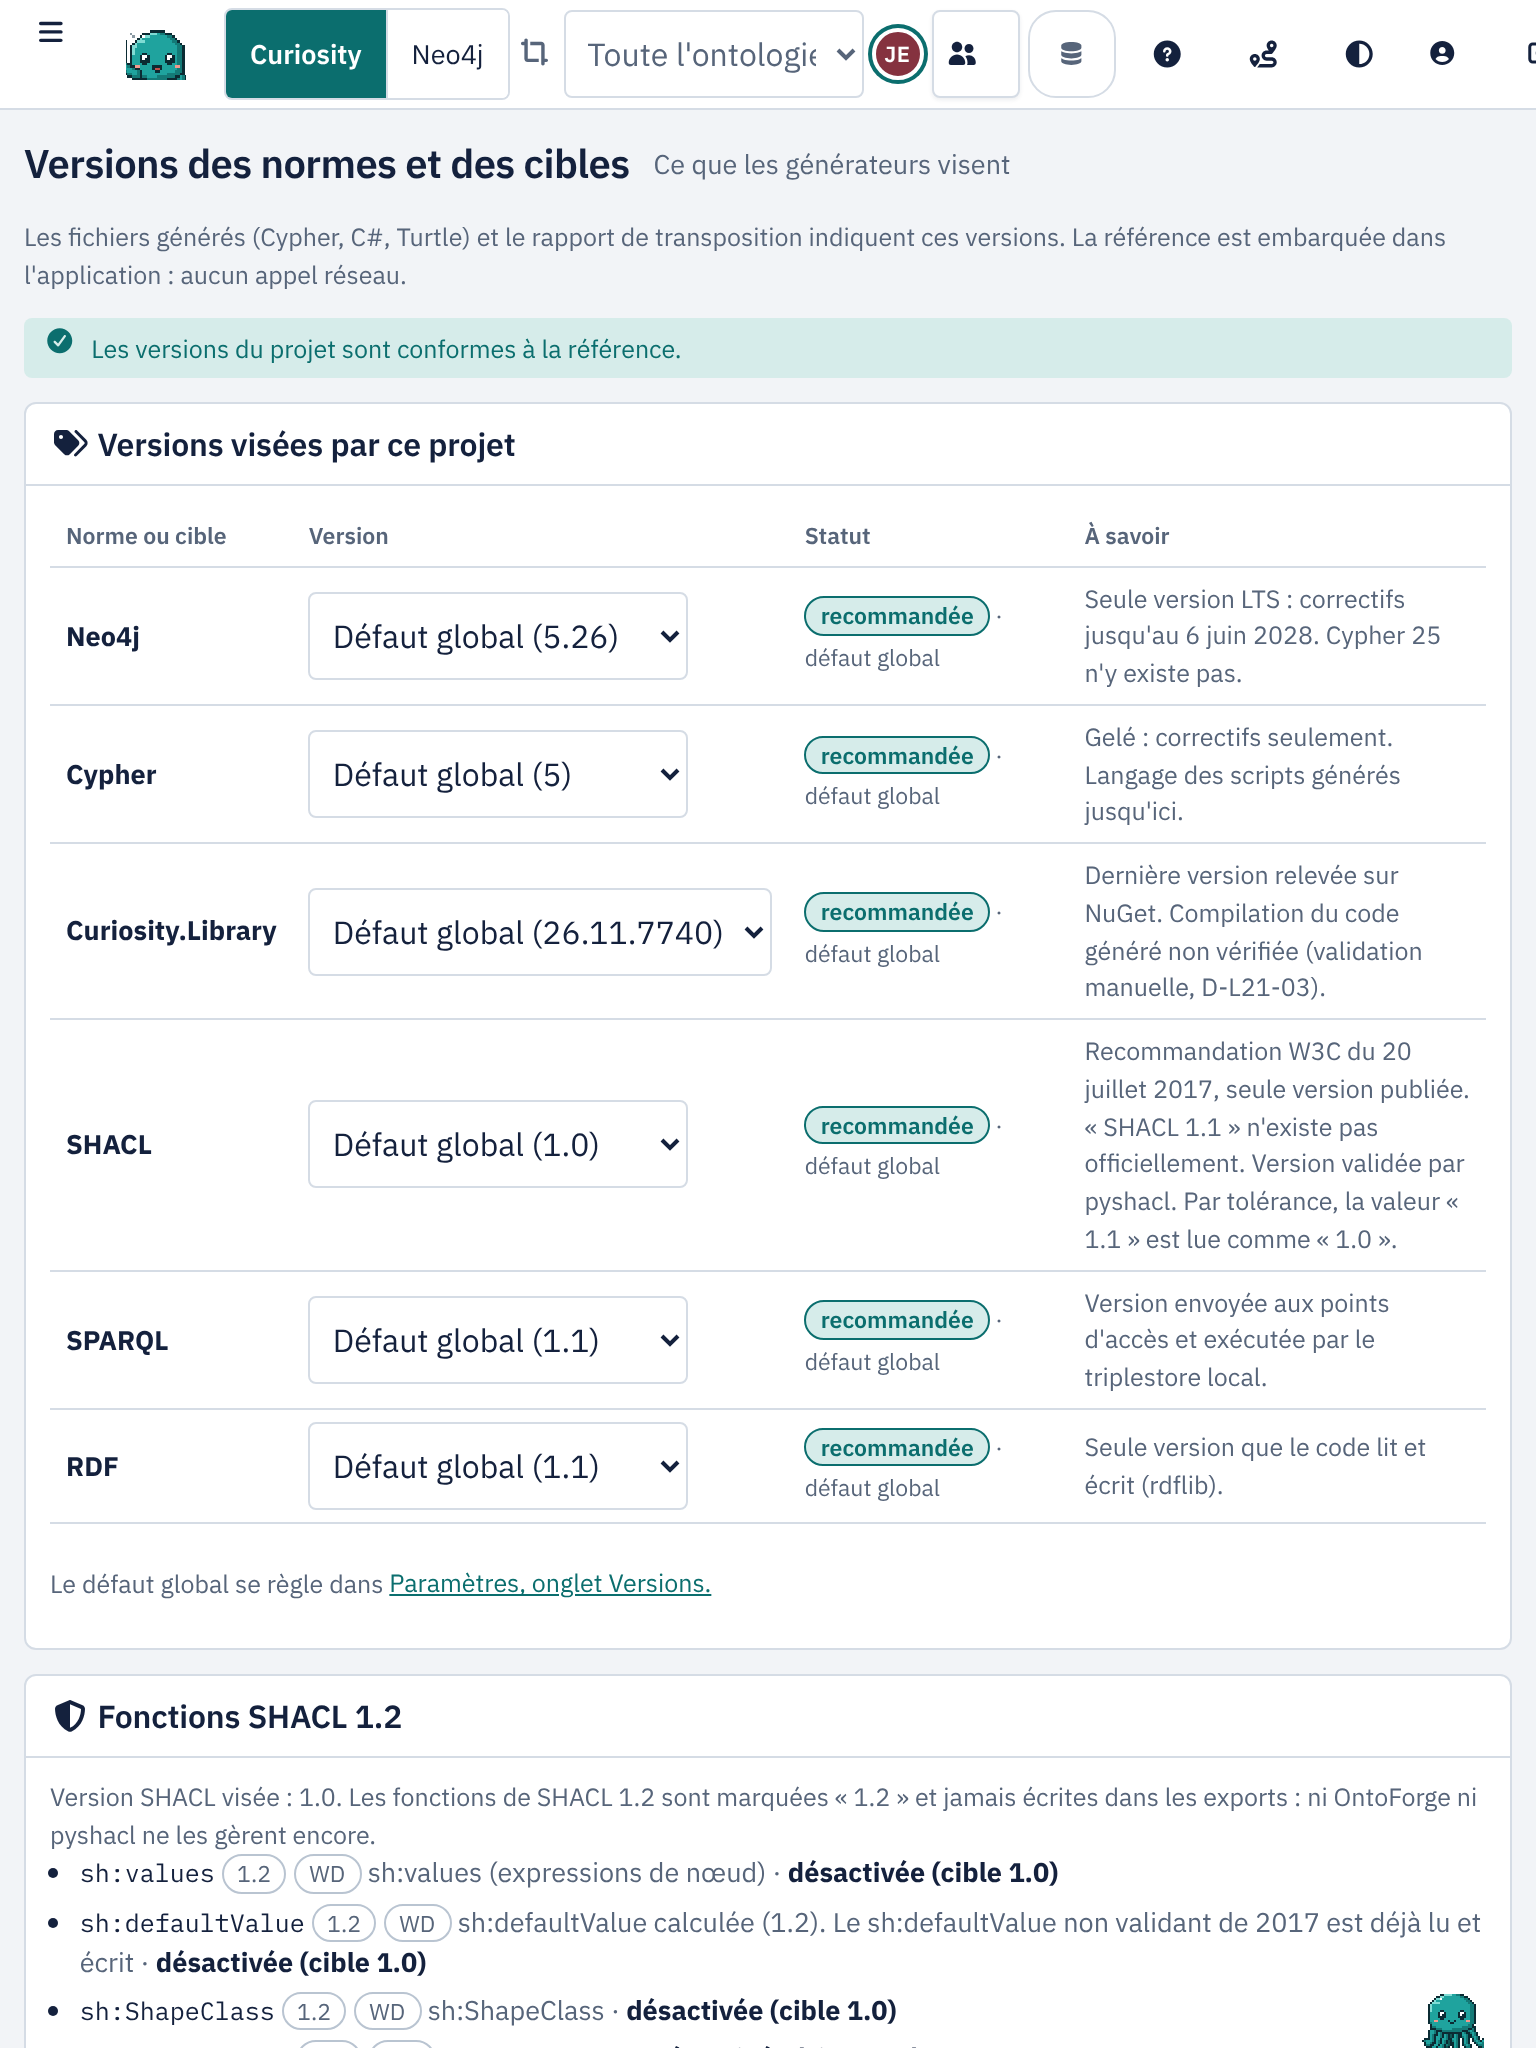 Curiosity Neo4j Toute l'ontologie JE
Versions des normes et des cibles Ce que les générateurs visent
Les fichiers générés (Cypher, C#, Turtle) et le rapport de transposition indiquent ces versions. La référence est embarquée dans
l'application : aucun appel réseau.
Les versions du projet sont conformes à la référence.
Versions visées par ce projet
Norme ou cible Version Statut À savoir
Neo4j Défaut global (5.26) recommandée ·
défaut global
Seule version LTS : correctifs
jusqu'au 6 juin 2028. Cypher 25
n'y existe pas.
Cypher Défaut global (5) recommandée ·
défaut global
Gelé : correctifs seulement.
Langage des scripts générés
jusqu'ici.
Curiosity.Library Défaut global (26.11.7740) recommandée ·
défaut global
Dernière version relevée sur
NuGet. Compilation du code
généré non vérifiée (validation
manuelle, D-L21-03).
SHACL Défaut global (1.0) recommandée ·
défaut global
Recommandation W3C du 20
juillet 2017, seule version publiée.
« SHACL 1.1 » n'existe pas
officiellement. Version validée par
pyshacl. Par tolérance, la valeur «
1.1 » est lue comme « 1.0 ».
SPARQL Défaut global (1.1) recommandée ·
défaut global
Version envoyée aux points
d'accès et exécutée par le
triplestore local.
RDF Défaut global (1.1) recommandée ·
défaut global
Seule version que le code lit et
écrit (rdflib).
Le défaut global se règle dans Paramètres, onglet Versions.
Fonctions SHACL 1.2
Version SHACL visée : 1.0. Les fonctions de SHACL 1.2 sont marquées « 1.2 » et jamais écrites dans les exports : ni OntoForge ni
pyshacl ne les gèrent encore.
sh:values 1.2 WD sh:values (expressions de nœud) · désactivée (cible 1.0)
sh:defaultValue 1.2 WD sh:defaultValue calculée (1.2). Le sh:defaultValue non validant de 2017 est déjà lu et
écrit · désactivée (cible 1.0)
sh:ShapeClass 1.2 WD sh:ShapeClass · désactivée (cible 1.0)